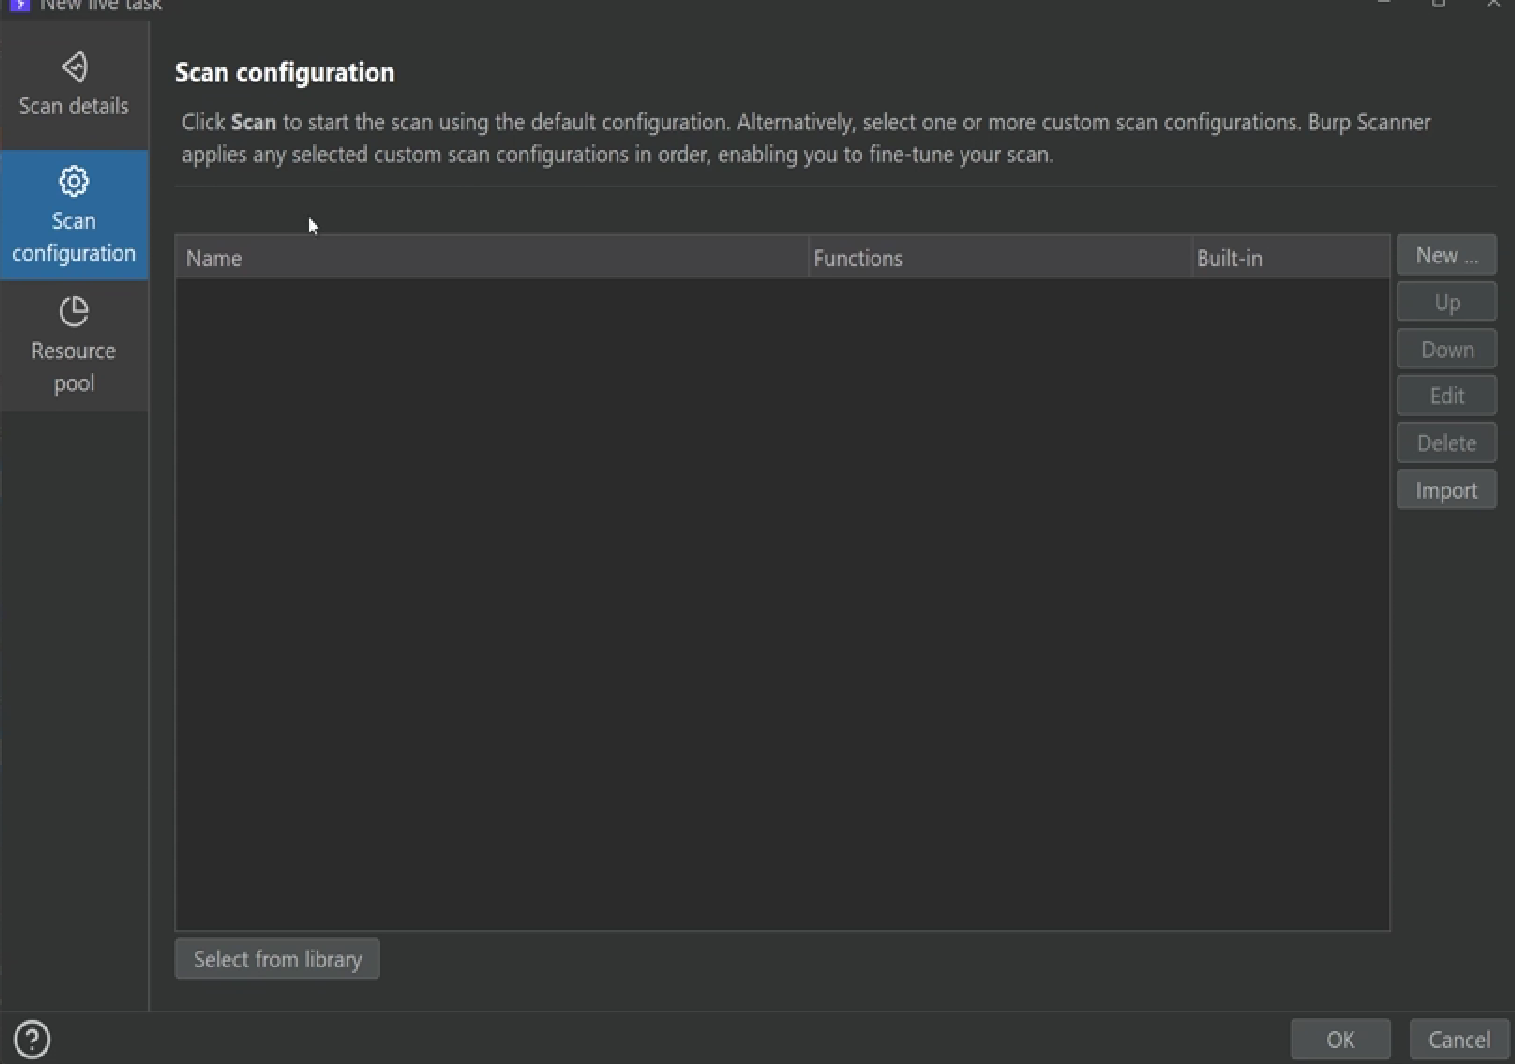 New live task
Scan details
Scan
configuration
Resource
pool
Scan configuration
Click Scan to start the scan using the default configuration. Alternatively, select one or more custom scan configurations. Burp Scanner
applies any selected custom scan configurations in order, enabling you to fine-tune your scan.
Name Functions Built-in
New ...
Up
Down
Edit
Delete
Import
Select from library
?
OK Cancel